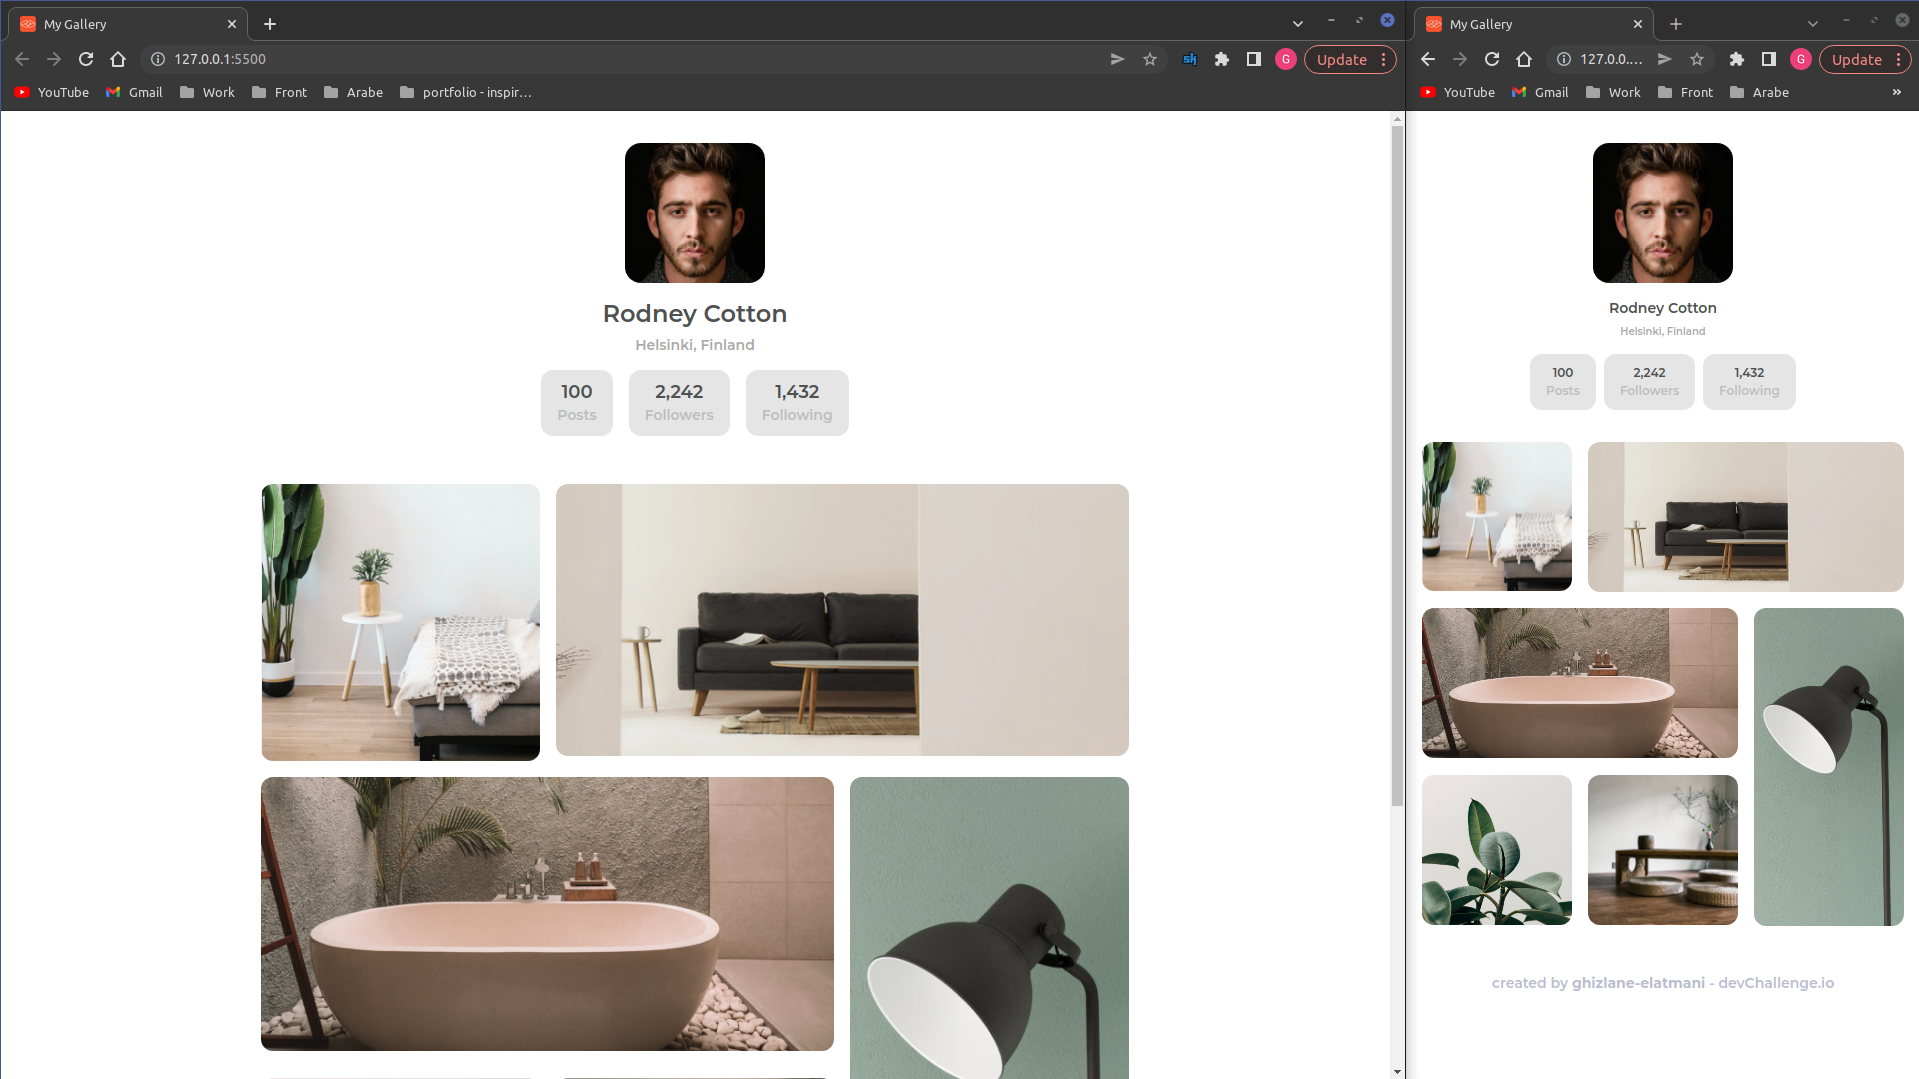 My Gallery
127.0.0.1:5500
sk
G
Update
YouTube
Gmail
Work
Front
Arabe
portfolio - inspir...
Rodney Cotton
Helsinki, Finland
100
Posts
2,242
Followers
1,432
Following
My Gallery
127.0.0....
G
Update
YouTube
Gmail
Work
Front
Arabe
»
Rodney Cotton
Helsinki, Finland
100
Posts
2,242
Followers
1,432
Following
created by ghizlane-elatmani - devChallenge.io